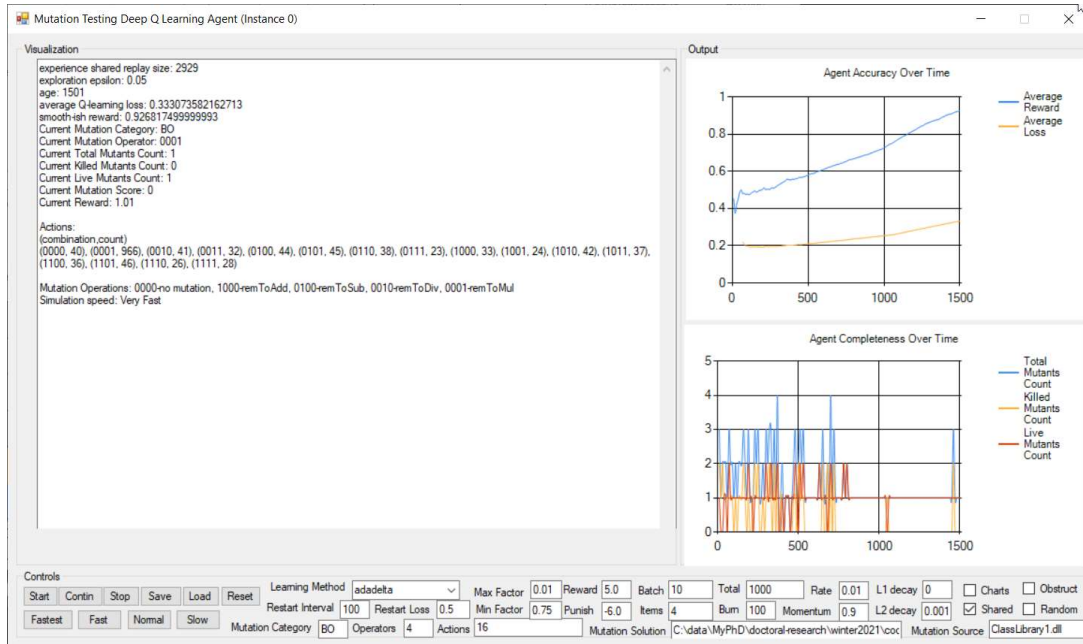 Mutation Testing Deep Q Learning Agent (Instance 0)
Visualization
experience shared replay size: 2929
exploration epsilon: 0.05
age: 1501
average Q-learning loss: 0.333073582162713
smooth-ish reward: 0.926817499999993
Current Mutation Category: BO
Current Mutation Operator: 0001
Current Total Mutants Count: 1
Current Killed Mutants Count: 0
Current Live Mutants Count: 1
Current Mutation Score: 0
Current Reward: 1.01
Actions:
(combination,count)
(0000, 40), (0001, 966), (0010, 41), (0011, 32), (0100, 44), (0101, 45), (0110, 38), (0111, 23), (1000, 33), (1001, 24), (1010, 42), (1011, 37),
(1100, 36), (1101, 46), (1110, 26), (1111, 28)
Mutation Operations: 0000-no mutation, 1000-remToAdd, 0100-remToSub, 0010-remToDiv, 0001-remToMul
Simulation speed: Very Fast
Output
Agent Accuracy Over Time
1
0.8
0.6
0.4
0.2
0
0 500 1000 1500
Average
Reward
Average
Loss
Agent Completeness Over Time
5
4
3
2
1
0
0 500 1000 1500
Total
Mutants
Count
Killed
Mutants
Count
Live
Mutants
Count
Controls
Start Contin Stop Save Load Reset Learning Method adadelta Max Factor 0.01 Reward 5.0 Batch 10 Total 1000 Rate 0.01 L1 decay 0 Charts Obstruct
Restart Interval 100 Restart Loss 0.5 Min Factor 0.75 Punish -6.0 Items 4 Burn 100 Momentum 0.9 L2 decay 0.001 Shared Random
Fastest Fast Normal Slow Mutation Category BO Operators 4 Actions 16 Mutation Solution C:\data\MyPhD\doctoral-research\winter2021\coc Mutation Source ClassLibrary1.dll